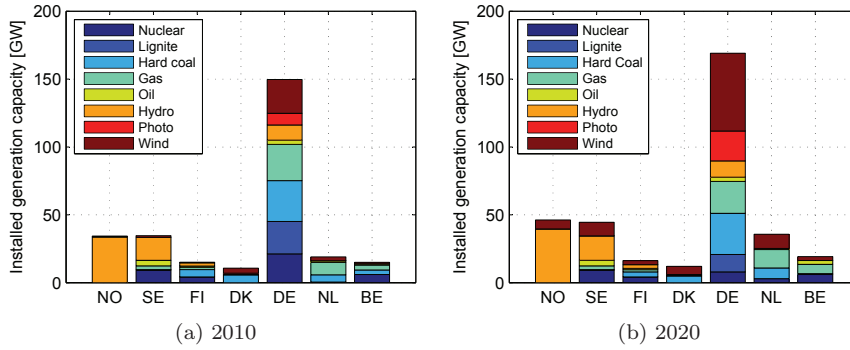 Installed generation capacity [GW]
200
150
100
50
0
Nuclear
Lignite
Hard coal
Gas
Oil
Hydro
Photo
Wind
NO SE FI DK DE NL BE
(a) 2010
Installed generation capacity [GW]
200
150
100
50
0
Nuclear
Lignite
Hard Coal
Gas
Oil
Hydro
Photo
Wind
NO SE FI DK DE NL BE
(b) 2020